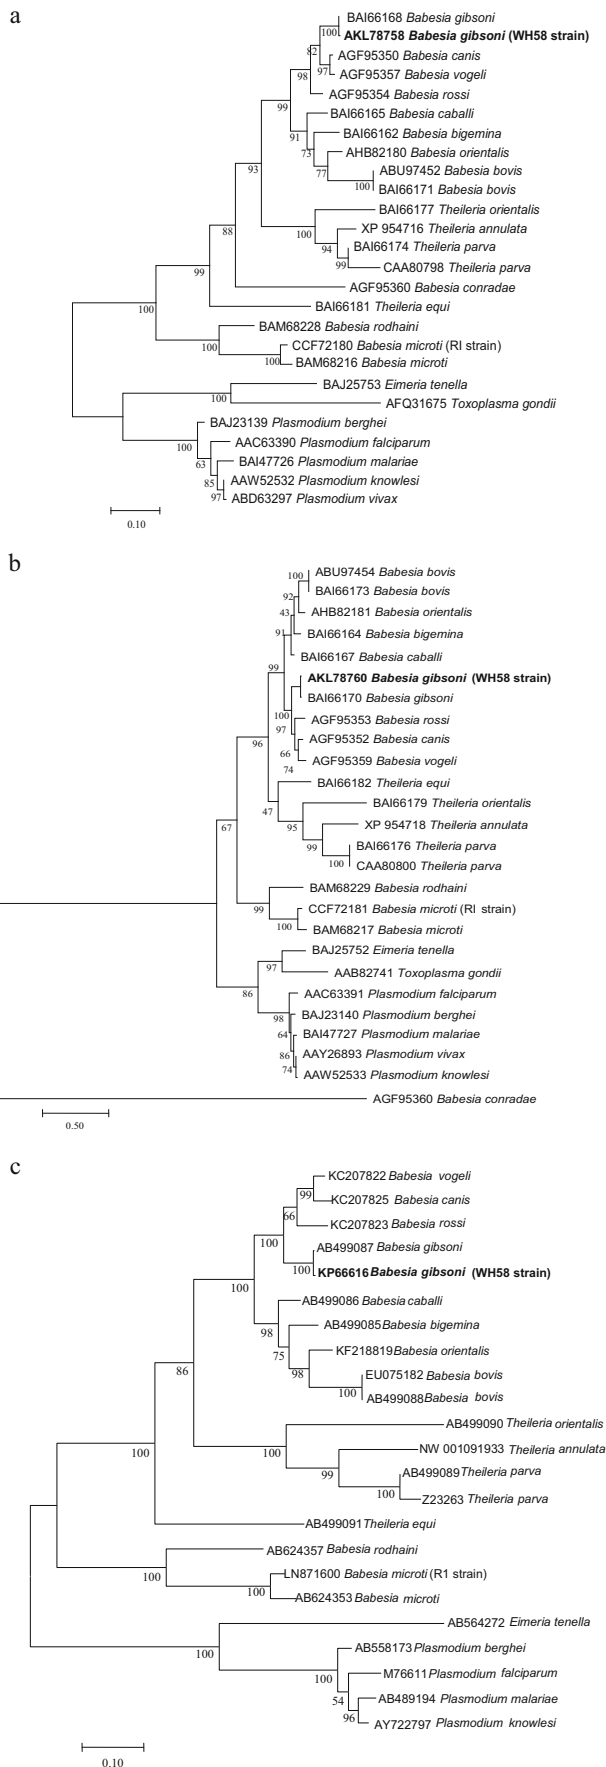 a
BAI66168 Babesia gibsoni
100
AKL78758 Babesia gibsoni (WH58 strain)
82
AGF95350 Babesia canis
97
AGF95357 Babesia vogeli
98
AGF95354 Babesia rossi
99
BAI66165 Babesia caballi
91
BAI66162 Babesia bigemina
73
AHB82180 Babesia orientalis
77
ABU97452 Babesia bovis
100
BAI66171 Babesia bovis
93
BAI66177 Theileria orientalis
100
XP 954716 Theileria annulata
94
BAI66174 Theileria parva
99
CAA80798 Theileria parva
88
AGF95360 Babesia conradae
99
BAI66181 Theileria equi
100
BAM68228 Babesia rodhaini
100
CCF72180 Babesia microti (RI strain)
100
BAM68216 Babesia microti
BAJ25753 Eimeria tenella
100
AFQ31675 Toxoplasma gondii
BAJ23139 Plasmodium berghei
100
AAC63390 Plasmodium falciparum
63
BAI47726 Plasmodium malariae
85
AAW52532 Plasmodium knowlesi
97
ABD63297 Plasmodium vivax
0.10
b
ABU97454 Babesia bovis
100
BAI66173 Babesia bovis
92
AHB82181 Babesia orientalis
43
BAI66164 Babesia bigemina
91
BAI66167 Babesia caballi
99
AKL78760 Babesia gibsoni (WH58 strain)
BAI66170 Babesia gibsoni
100
AGF95353 Babesia rossi
97
AGF95352 Babesia canis
96
66
AGF95359 Babesia vogeli
74
BAI66182 Theileria equi
47
BAI66179 Theileria orientalis
95
XP 954718 Theileria annulata
67
99
BAI66176 Theileria parva
100
CAA80800 Theileria parva
BAM68229 Babesia rodhaini
99
CCF72181 Babesia microti (RI strain)
100
BAM68217 Babesia microti
BAJ25752 Eimeria tenella
97
AAB82741 Toxoplasma gondii
86
AAC63391 Plasmodium falciparum
98
BAJ23140 Plasmodium berghei
64
BAI47727 Plasmodium malariae
86
AAY26893 Plasmodium vivax
74
AAW52533 Plasmodium knowlesi
AGF95360 Babesia conradae
0.50
c
KC207822 Babesia vogeli
99
KC207825 Babesia canis
66
KC207823 Babesia rossi
100
AB499087 Babesia gibsoni
100
KP66616 Babesia gibsoni (WH58 strain)
100
AB499086 Babesia caballi
98
AB499085 Babesia bigemina
75
KF218819 Babesia orientalis
98
EU075182 Babesia bovis
100
AB499088 Babesia bovis
86
AB499090 Theileria orientalis
100
NW 001091933 Theileria annulata
99
AB499089 Theileria parva
100
Z23263 Theileria parva
100
AB499091 Theileria equi
AB624357 Babesia rodhaini
100
LN871600 Babesia microti (R1 strain)
100
AB624353 Babesia microti
AB564272 Eimeria tenella
100
AB558173 Plasmodium berghei
100
M76611 Plasmodium falciparum
54
AB489194 Plasmodium malariae
96
AY722797 Plasmodium knowlesi
0.10